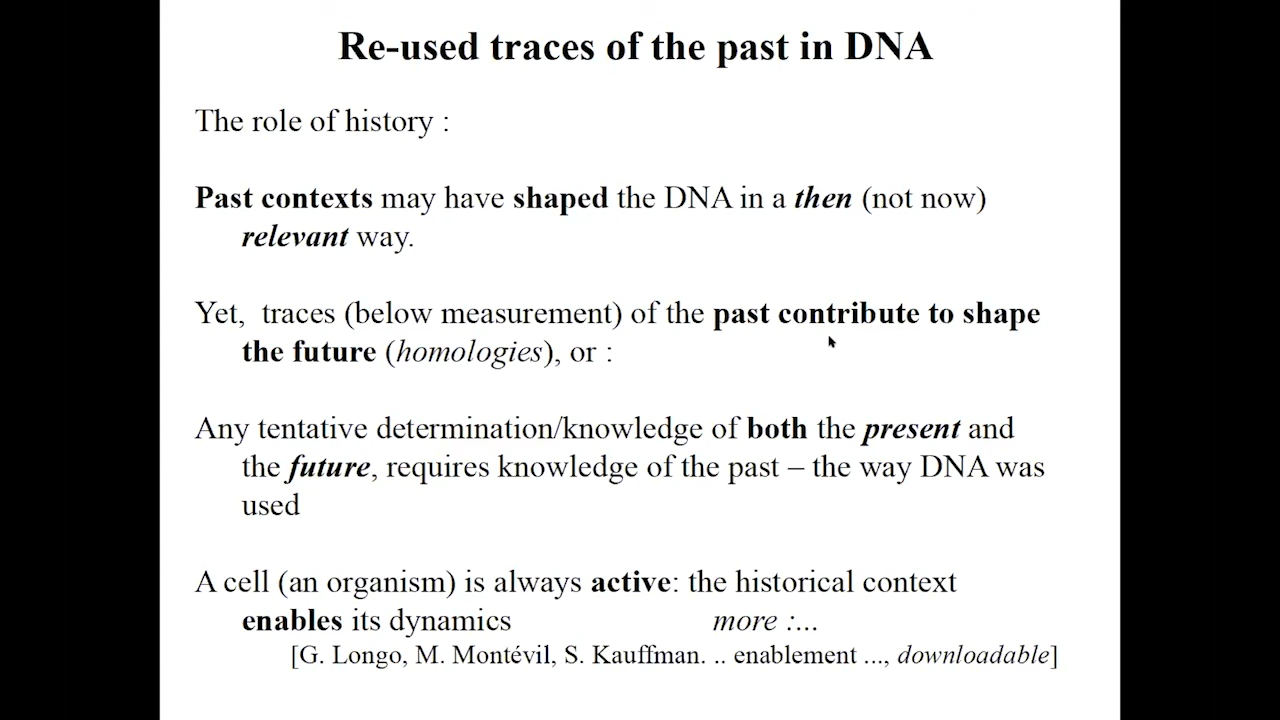 Re-used traces of the past in DNA
The role of history :
Past contexts may have shaped the DNA in a then (not now)
relevant way.
Yet,  traces (below measurement) of the past contribute to shape
the future (homologies), or :
Any tentative determination/knowledge of both the present and
the future, requires knowledge of the past – the way DNA was
used
A cell (an organism) is always active: the historical context
enables its dynamics more :...
[G. Longo, M. Montévil, S. Kauffman. .. enablement ..., downloadable]